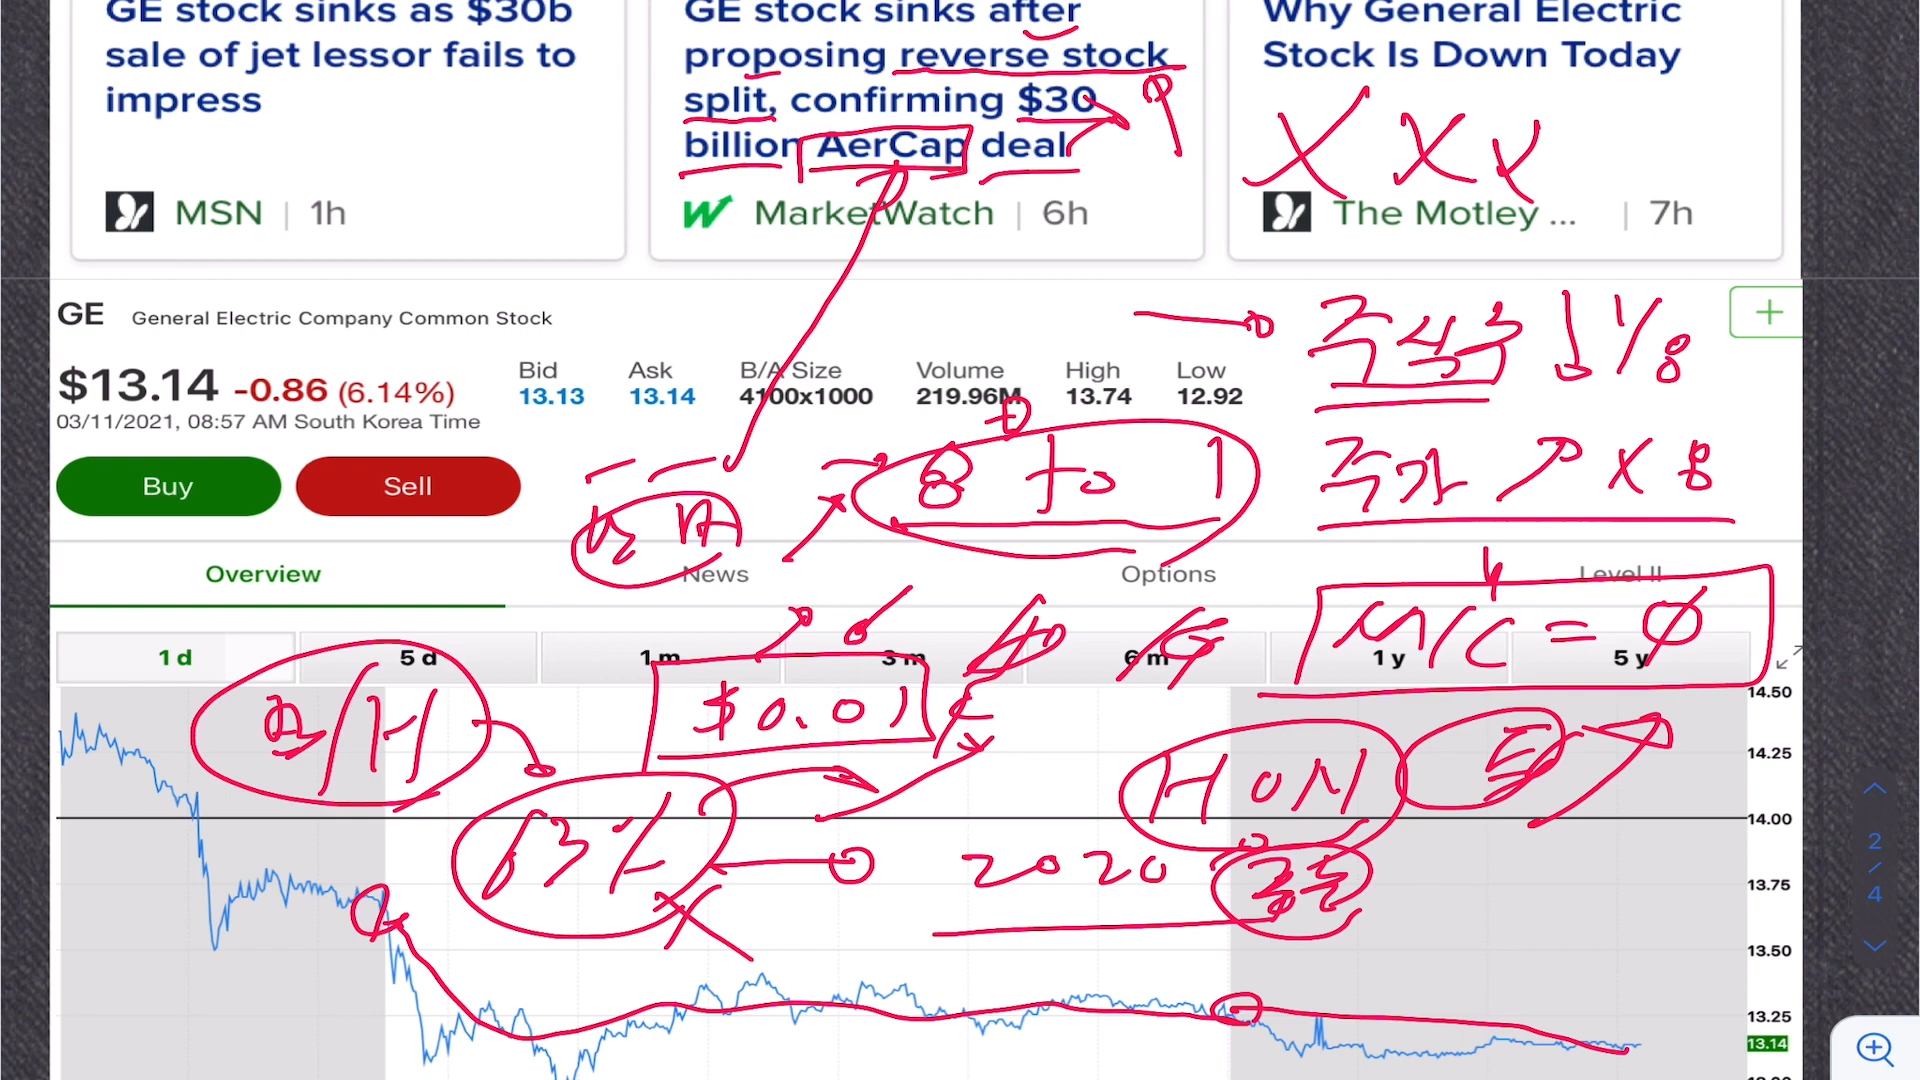 GE stock sinks as $30b
sale of jet lessor fails to
impress
MSN | 1h
GE stock sinks after
proposing reverse stock
split, confirming $30
billion AerCap deal
MarketWatch | 6h
Why General Electric
Stock Is Down Today
The Motley ... | 7h
X X X
GE General Electric Company Common Stock
$13.14 -0.86 (6.14%)
03/11/2021, 08:57 AM South Korea Time
Bid Ask B/A Size Volume High Low
13.13 13.14 4100x1000 219.96M 13.74 12.92
주식수 ↓ 1/8
Buy Sell
8 to 1
주가 ↗ x 8
Overview News Options Level II
M/C =
1 d 5 d 1 m 3 m 6 m 1 y 5 y
$0.01
HON
63%
2020
14.50
14.25
14.00
13.75
13.50
13.25
13.14
2
/
4